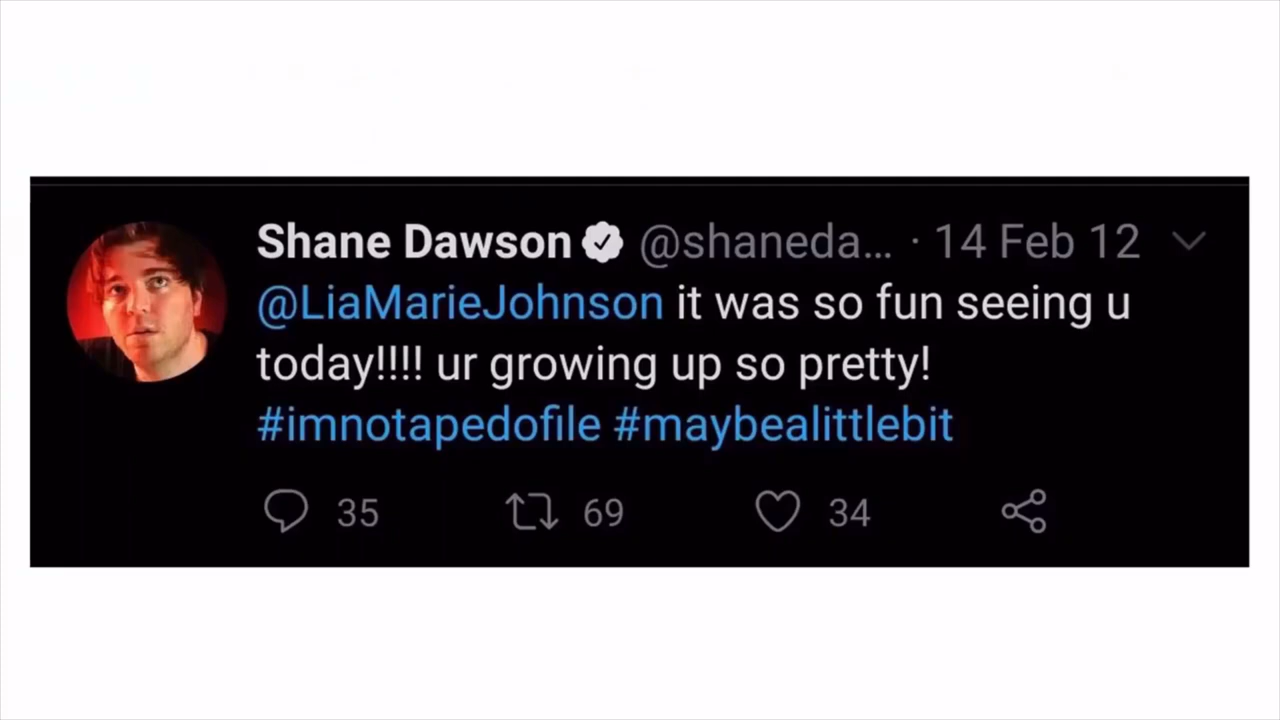 Shane Dawson @shaneda... · 14 Feb 12
@LiaMarieJohnson it was so fun seeing u
today!!!! ur growing up so pretty!
#imnotapedofile #maybealittlebit
35 69 34